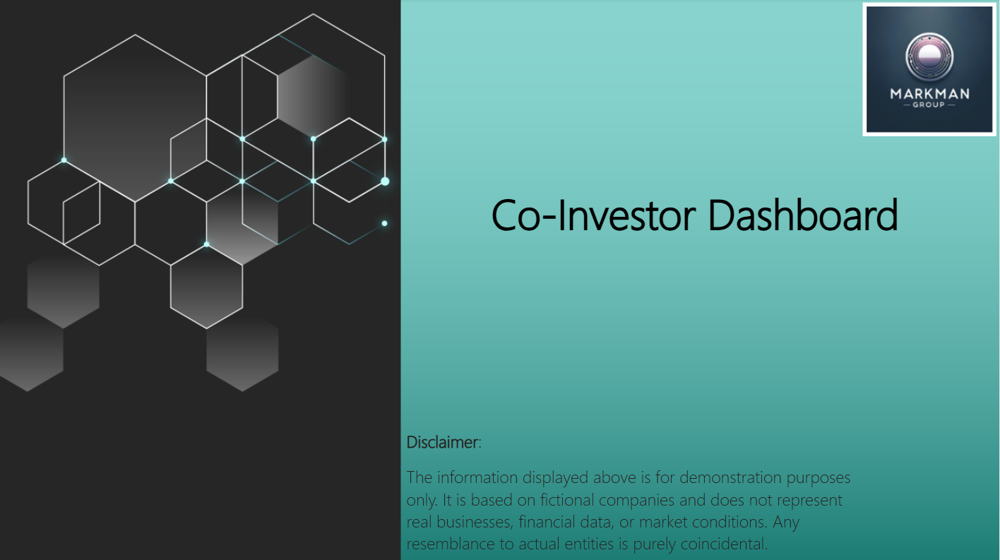 MARKMAN
GROUP
Co-Investor Dashboard
Disclaimer:
The information displayed above is for demonstration purposes
only. It is based on fictional companies and does not represent
real businesses, financial data, or market conditions. Any
resemblance to actual entities is purely coincidental.